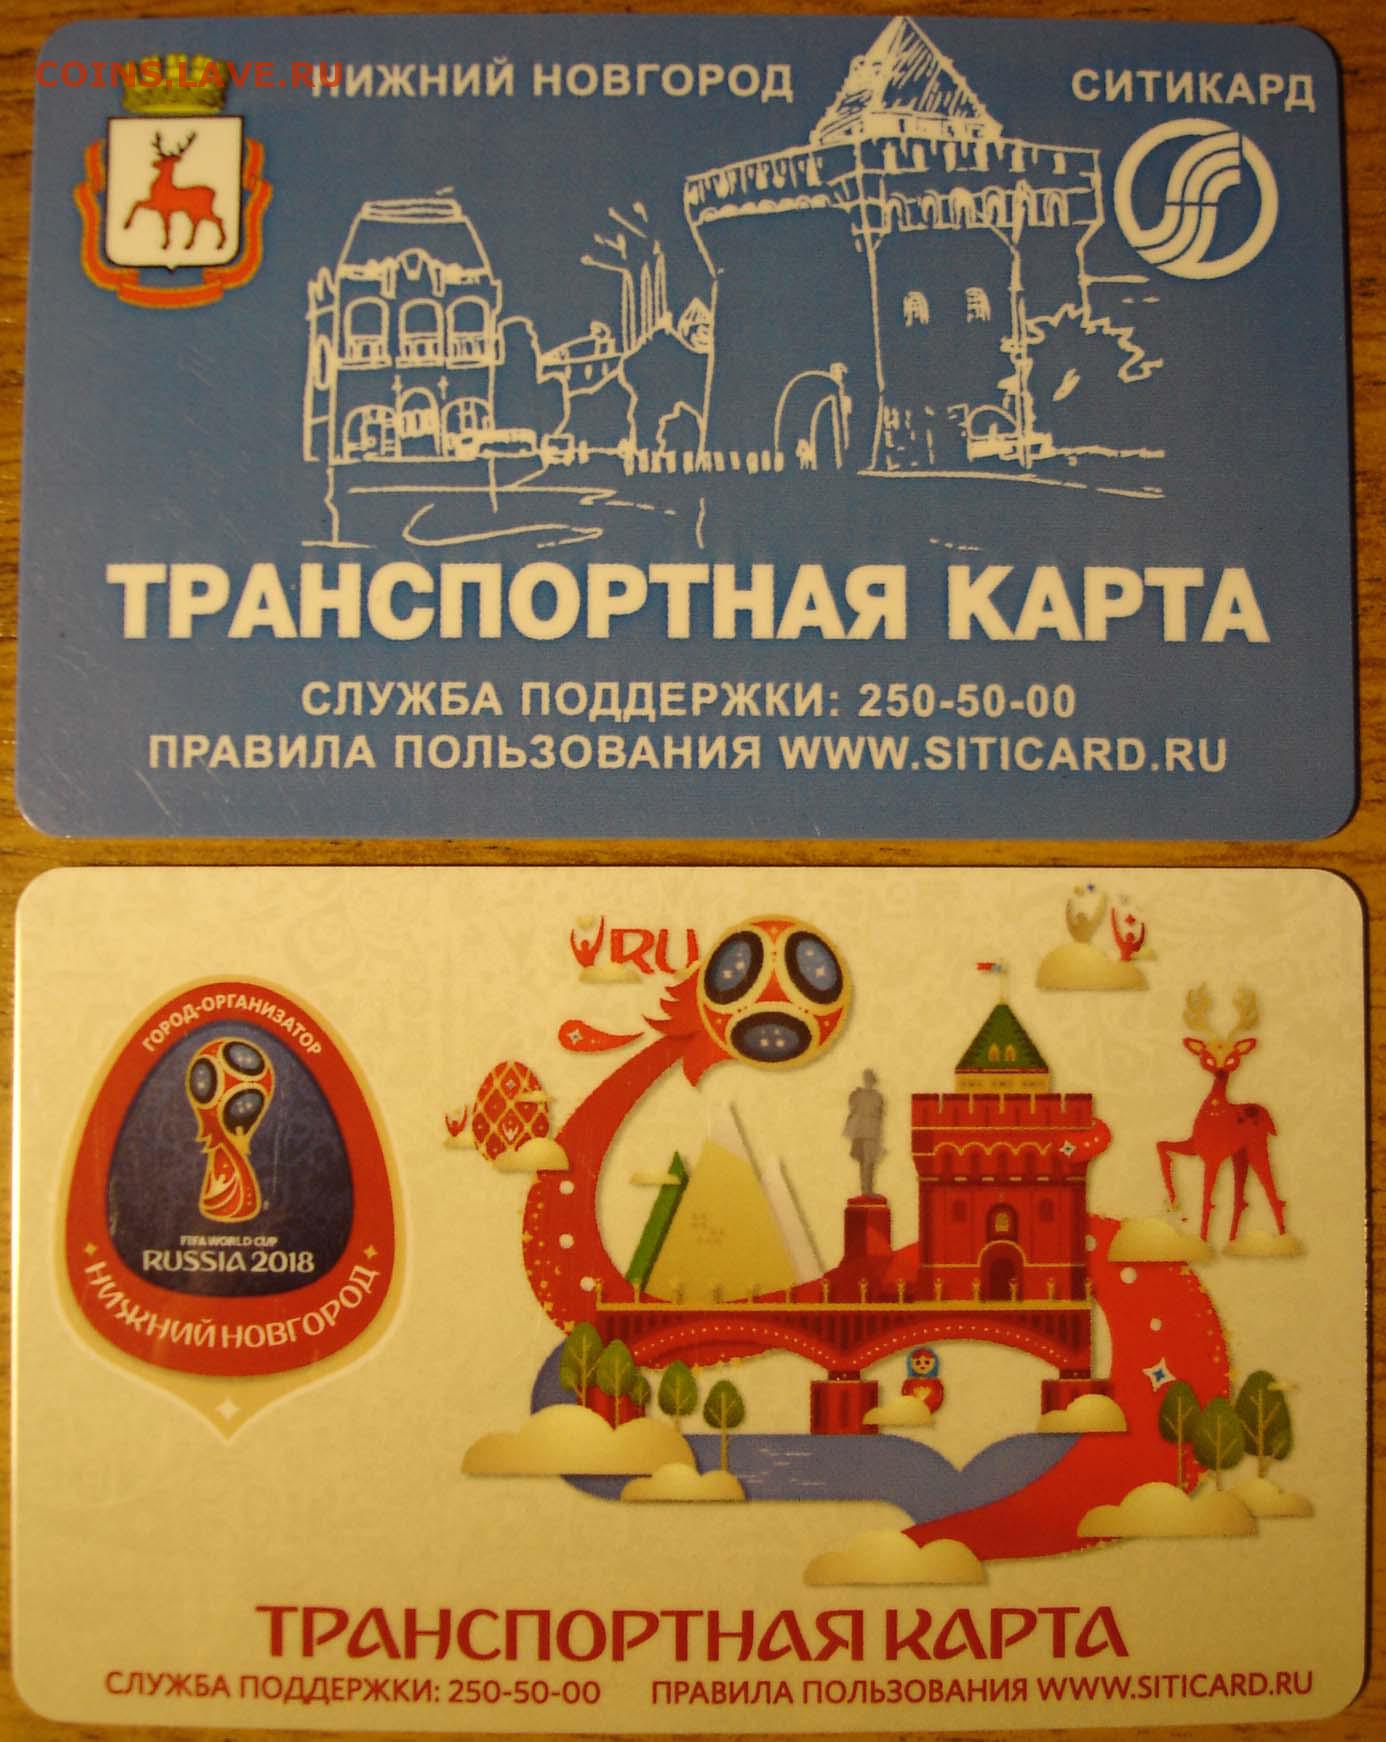 COINS.LAVE.RU
НИЖНИЙ НОВГОРОД
СИТИКАРД
ТРАНСПОРТНАЯ КАРТА
СЛУЖБА ПОДДЕРЖКИ: 250-50-00
ПРАВИЛА ПОЛЬЗОВАНИЯ WWW.SITICARD.RU
RU
ГОРОД-ОРГАНИЗАТОР
FIFA WORLD CUP
RUSSIA 2018
НИЖНИЙ НОВГОРОД
ТРАНСПОРТНАЯ КАРТА
СЛУЖБА ПОДДЕРЖКИ: 250-50-00 ПРАВИЛА ПОЛЬЗОВАНИЯ WWW.SITICARD.RU